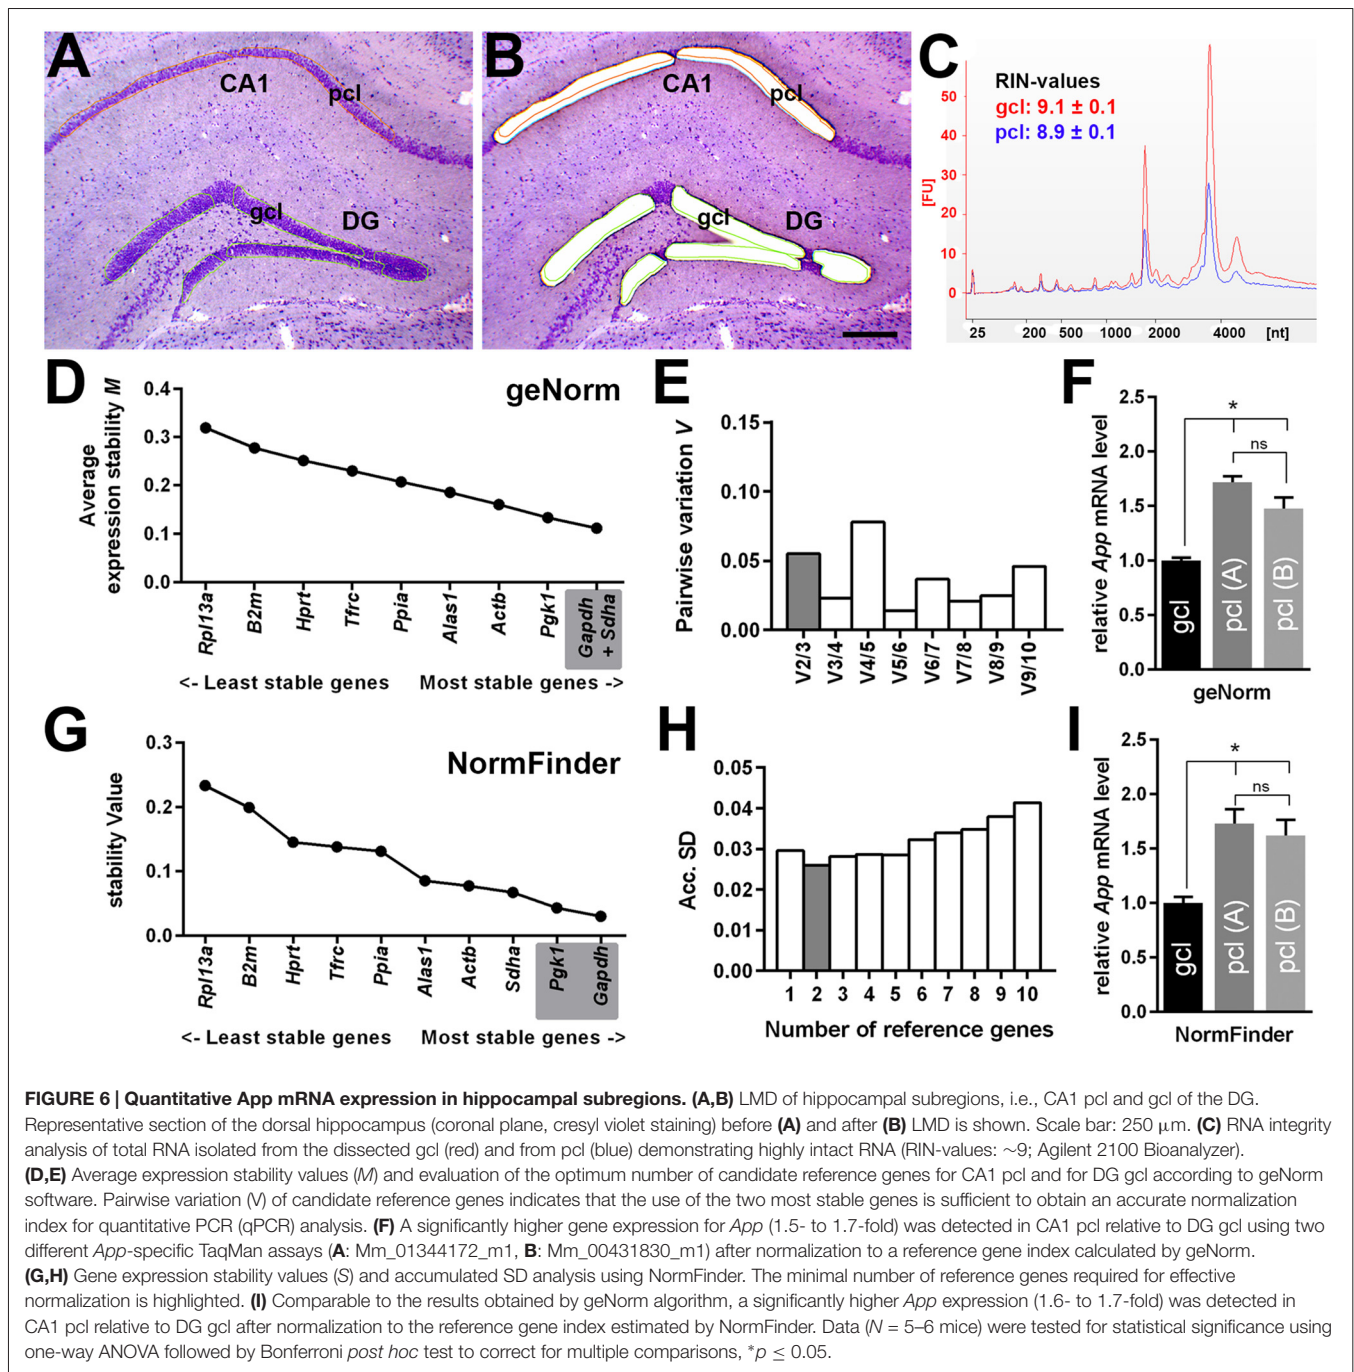 A
CA1
pcl
gcl
DG
B
CA1
pcl
gcl
DG
C
RIN-values
gcl: 9.1 ± 0.1
pcl: 8.9 ± 0.1
[FU]
50
40
30
20
10
0
25 200 500 1000 2000 4000 [nt]
D
geNorm
Average
expression stability M
0.4
0.3
0.2
0.1
0.0
Rpl13a B2m Hprt Tfrc Ppia Alas1 Actb Pgk1 Gapdh + Sdha
<- Least stable genes Most stable genes ->
E
Pairwise variation V
0.15
0.10
0.05
0.00
V2/3 V3/4 V4/5 V5/6 V6/7 V7/8 V8/9 V9/10
F
relative App mRNA level
2.5
2.0
1.5
1.0
0.5
0.0
*
ns
gcl pcl (A) pcl (B)
geNorm
G
NormFinder
stability Value
0.3
0.2
0.1
0.0
Rpl13a B2m Hprt Tfrc Ppia Alas1 Actb Sdha Pgk1 Gapdh
<- Least stable genes Most stable genes ->
H
Acc. SD
0.05
0.04
0.03
0.02
0.01
0.00
1 2 3 4 5 6 7 8 9 10
Number of reference genes
I
relative App mRNA level
2.5
2.0
1.5
1.0
0.5
0.0
*
ns
gcl pcl (A) pcl (B)
NormFinder
FIGURE 6 | Quantitative App mRNA expression in hippocampal subregions. (A,B) LMD of hippocampal subregions, i.e., CA1 pcl and gcl of the DG.
Representative section of the dorsal hippocampus (coronal plane, cresyl violet staining) before (A) and after (B) LMD is shown. Scale bar: 250 μm. (C) RNA integrity
analysis of total RNA isolated from the dissected gcl (red) and from pcl (blue) demonstrating highly intact RNA (RIN-values: ~9; Agilent 2100 Bioanalyzer).
(D,E) Average expression stability values (M) and evaluation of the optimum number of candidate reference genes for CA1 pcl and for DG gcl according to geNorm
software. Pairwise variation (V) of candidate reference genes indicates that the use of the two most stable genes is sufficient to obtain an accurate normalization
index for quantitative PCR (qPCR) analysis. (F) A significantly higher gene expression for App (1.5- to 1.7-fold) was detected in CA1 pcl relative to DG gcl using two
different App-specific TaqMan assays (A: Mm_01344172_m1, B: Mm_00431830_m1) after normalization to a reference gene index calculated by geNorm.
(G,H) Gene expression stability values (S) and accumulated SD analysis using NormFinder. The minimal number of reference genes required for effective
normalization is highlighted. (I) Comparable to the results obtained by geNorm algorithm, a significantly higher App expression (1.6- to 1.7-fold) was detected in
CA1 pcl relative to DG gcl after normalization to the reference gene index estimated by NormFinder. Data (N = 5–6 mice) were tested for statistical significance using
one-way ANOVA followed by Bonferroni post hoc test to correct for multiple comparisons, *p ≤ 0.05.